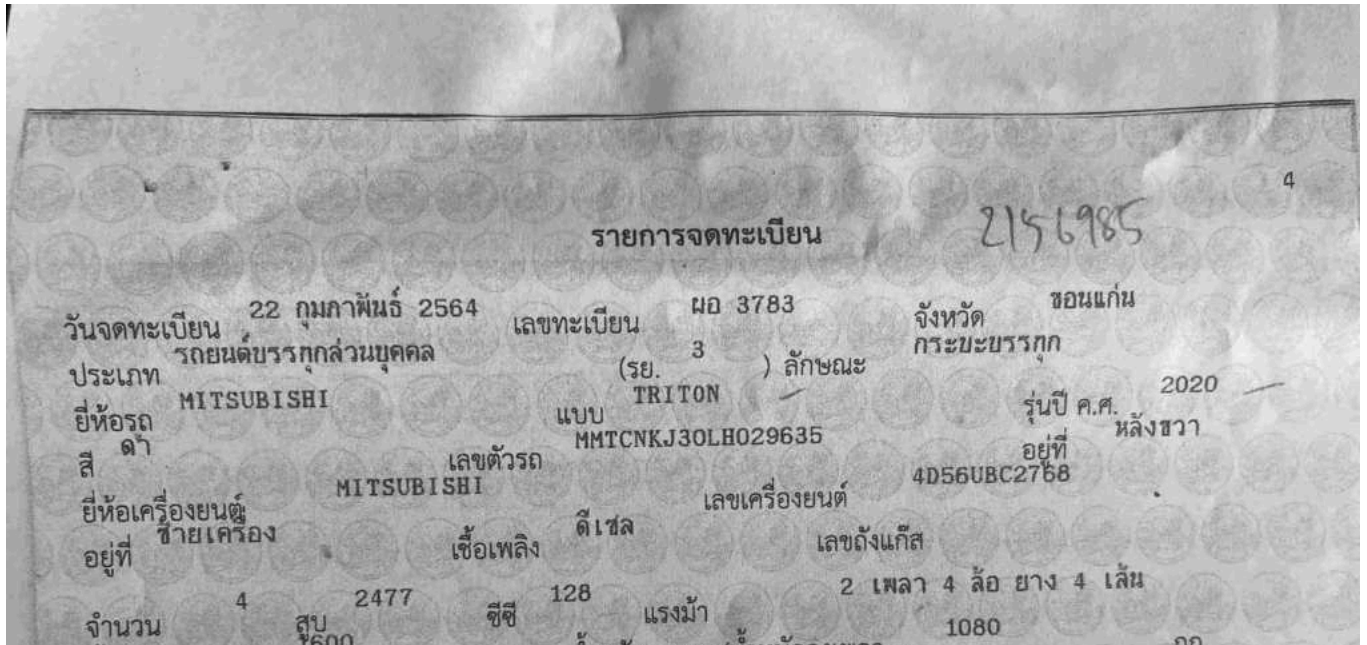 4
รายการจดทะเบียน 2156985
วันจดทะเบียน 22 กุมภาพันธ์ 2564 เลขทะเบียน ผอ 3783 จังหวัด ขอนแก่น
ประเภท รถยนต์บรรทุกส่วนบุคคล (รย. 3 ) ลักษณะ กระบะบรรทุก
ยี่ห้อรถ MITSUBISHI แบบ TRITON รุ่นปี ค.ศ. 2020
สี ดำ เลขตัวรถ MMTCNKJ30LH029635 อยู่ที่ หลังขวา
ยี่ห้อเครื่องยนต์ MITSUBISHI เลขเครื่องยนต์ 4D56UBC2768
อยู่ที่ ซ้ายเครื่อง เชื้อเพลิง ดีเซล เลขถังแก๊ส
จำนวน 4 สูบ 2477 ซีซี 128 แรงม้า 2 เพลา 4 ล้อ ยาง 4 เส้น
1600 1080